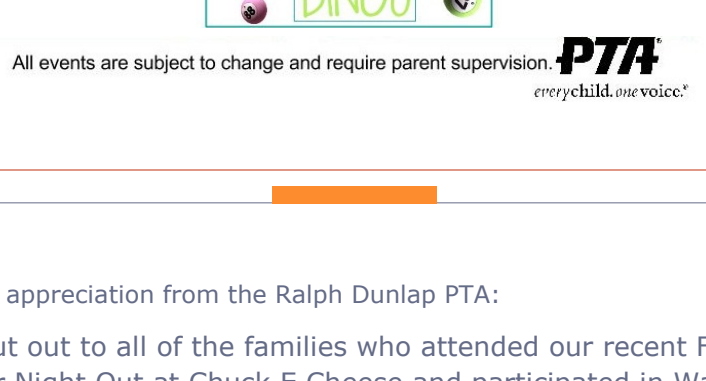 BINGO
All events are subject to change and require parent supervision.
PTA®
everychild.onevoice.®
appreciation from the Ralph Dunlap PTA:
out to all of the families who attended our recent
Night Out at Chuck E Cheese and participated in